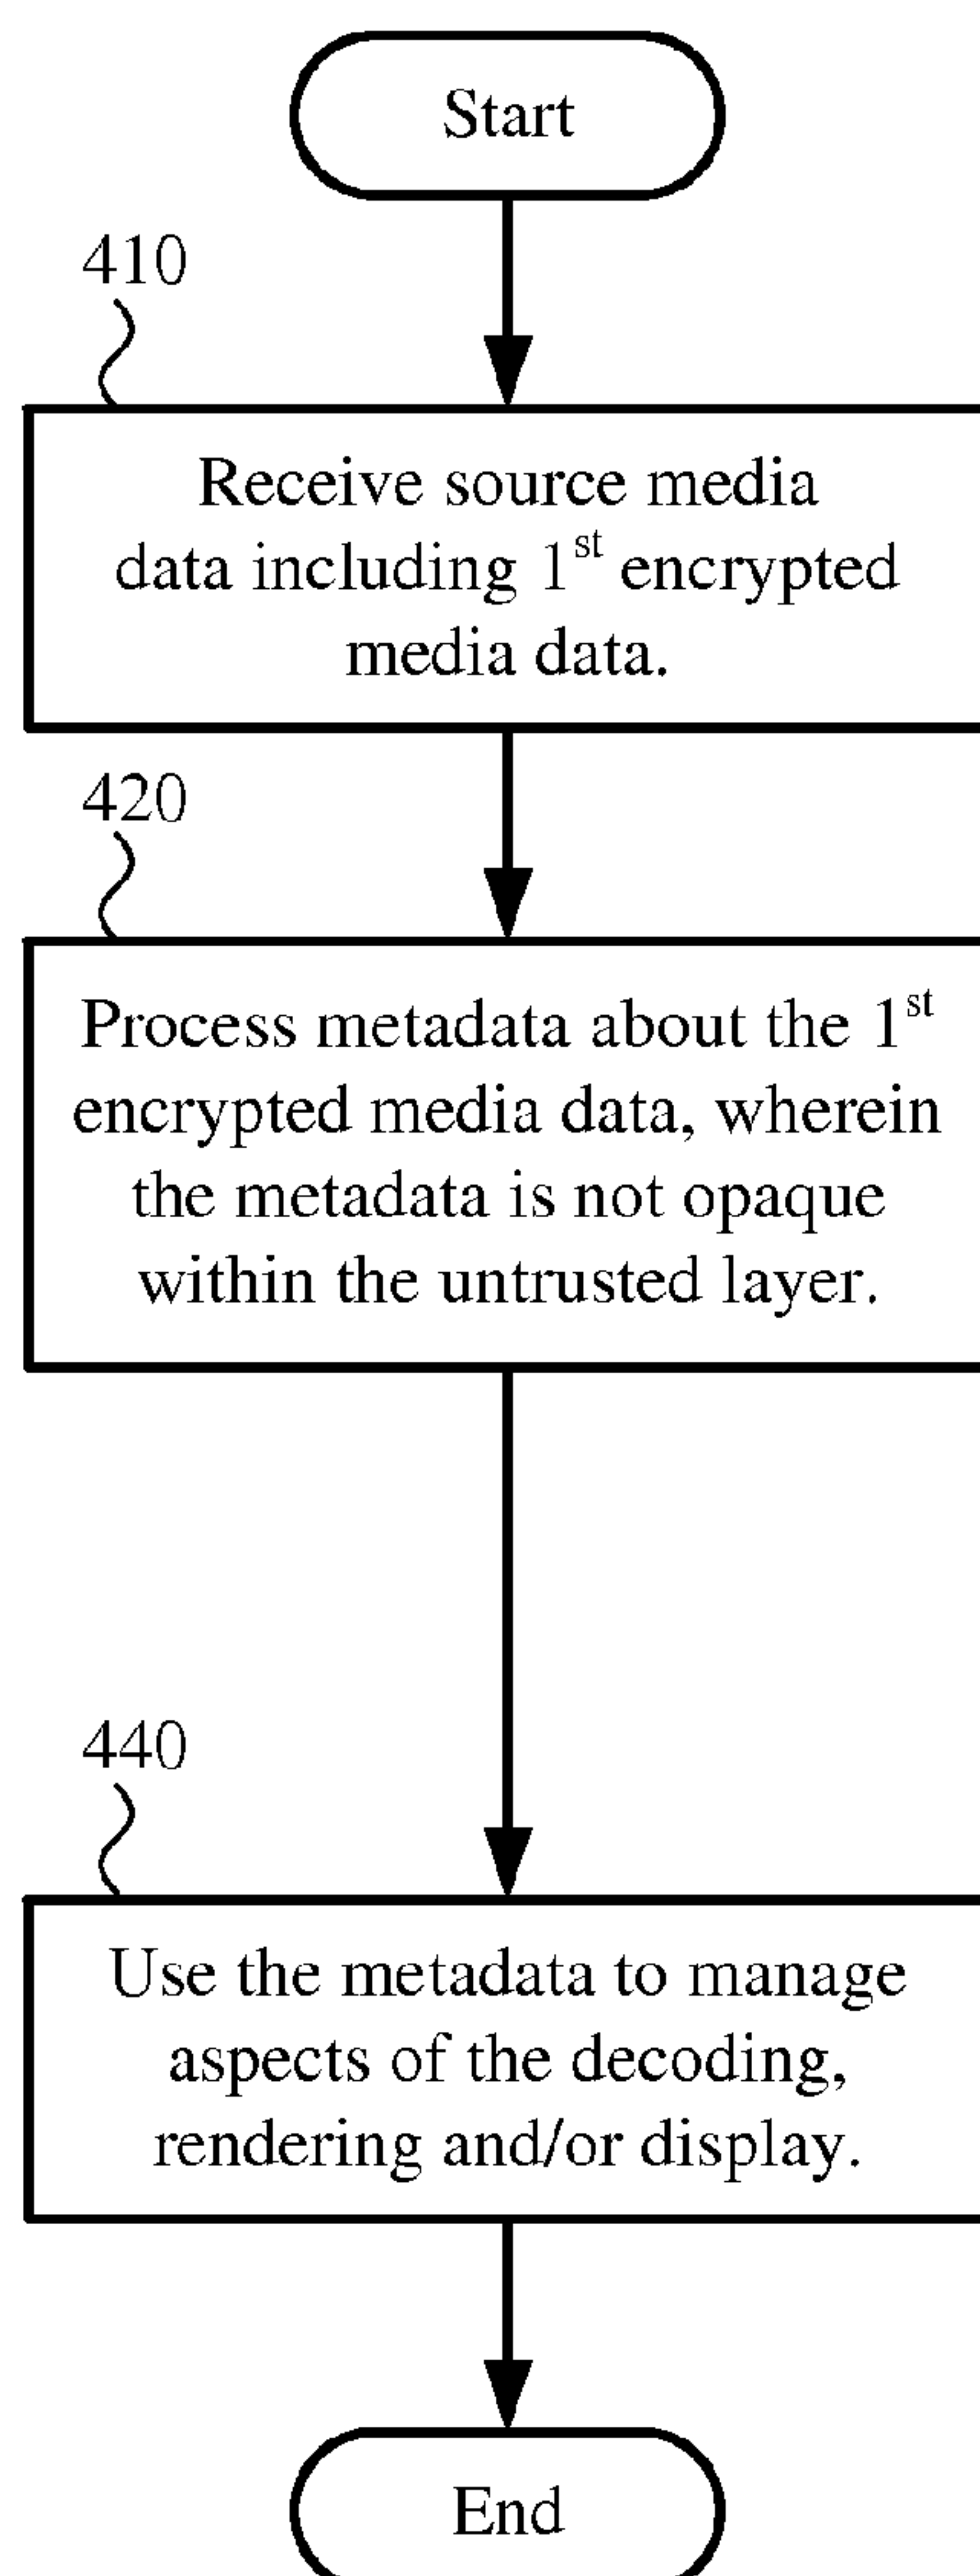 Start
410
Receive source media
data including 1st encrypted
media data.
420
Process metadata about the 1st
encrypted media data, wherein
the metadata is not opaque
within the untrusted layer.
440
Use the metadata to manage
aspects of the decoding,
rendering and/or display.
End